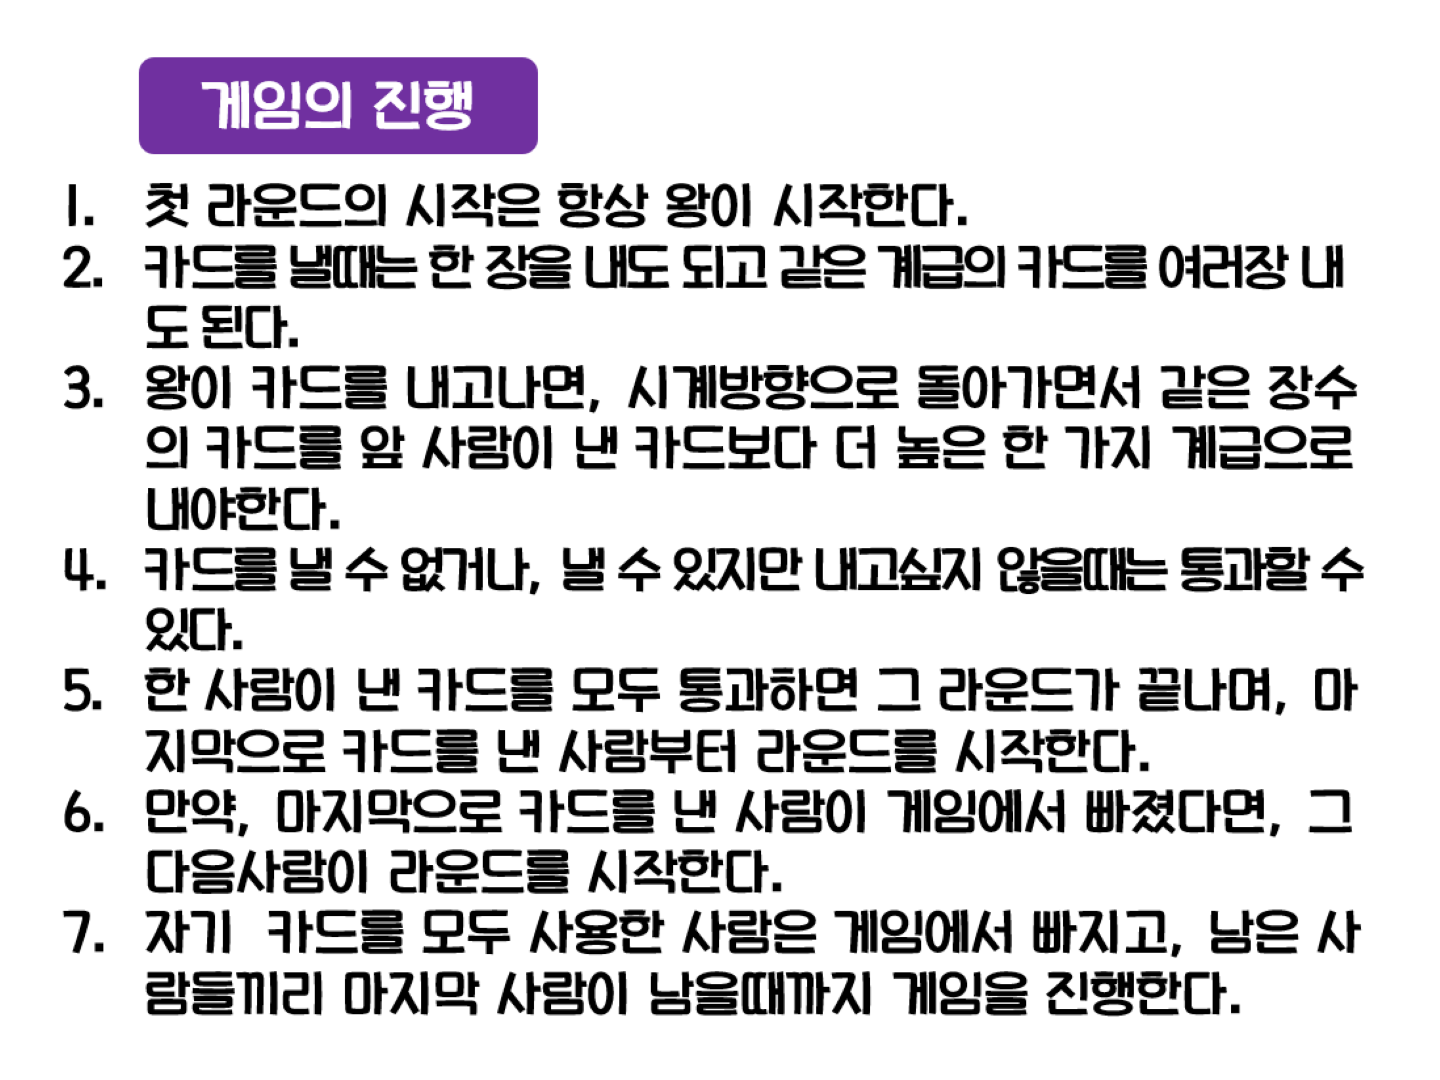 게임의 진행
1. 첫 라운드의 시작은 항상 왕이 시작한다.
2. 카드를 낼때는 한 장을 내도 되고 같은 계급의 카드를 여러장 내
도 된다.
3. 왕이 카드를 내고나면, 시계방향으로 돌아가면서 같은 장수
의 카드를 앞 사람이 낸 카드보다 더 높은 한 가지 계급으로
내야한다.
4. 카드를 낼 수 없거나, 낼 수 있지만 내고싶지 않을때는 통과할 수
있다.
5. 한 사람이 낸 카드를 모두 통과하면 그 라운드가 끝나며, 마
지막으로 카드를 낸 사람부터 라운드를 시작한다.
6. 만약, 마지막으로 카드를 낸 사람이 게임에서 빠졌다면, 그
다음사람이 라운드를 시작한다.
7. 자기 카드를 모두 사용한 사람은 게임에서 빠지고, 남은 사
람들끼리 마지막 사람이 남을때까지 게임을 진행한다.